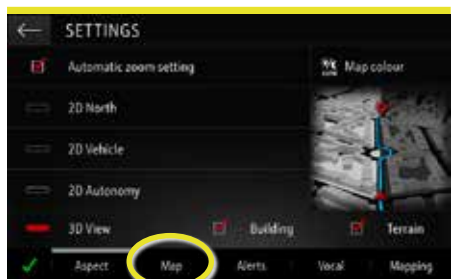 SETTINGS
Automatic zoom setting
Map colour
2D North
2D Vehicle
2D Autonomy
3D View Building Terrain
Aspect Map Alerts Vocal Mapping